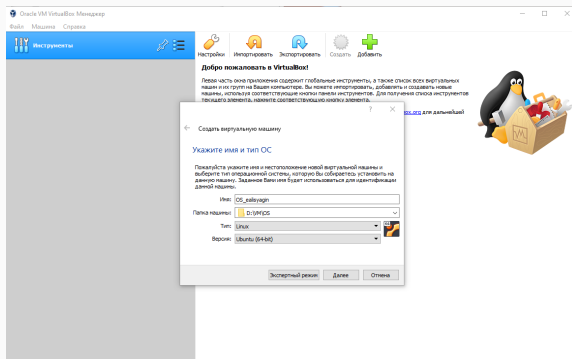 Oracle VM VirtualBox Менеджер
Файл Машина Справка
Инструменты
Настройки Импортировать Экспортировать Создать Добавить
Добро пожаловать в VirtualBox!
Левая часть окна приложения содержит глобальные инструменты, а также список всех виртуальных
машин и их групп на Вашем компьютере. Вы можете импортировать, добавлять и создавать новые
машины, используя соответствующие кнопки панели инструментов. Для получения списка инструментов
текущего элемента, нажмите соответствующую кнопку элемента.
box.org для дальнейшей
?
Создать виртуальную машину
Укажите имя и тип ОС
Пожалуйста укажите имя и местоположение новой виртуальной машины и
выберите тип операционной системы, которую Вы собираетесь установить на
данную машину. Заданное Вами имя будет использоваться для идентификации
данной машины.
Имя: OS_ealisyagin
Папка машины: D:\VM\OS
Тип: Linux
Версия: Ubuntu (64-bit)
Экспертный режим Далее Отмена